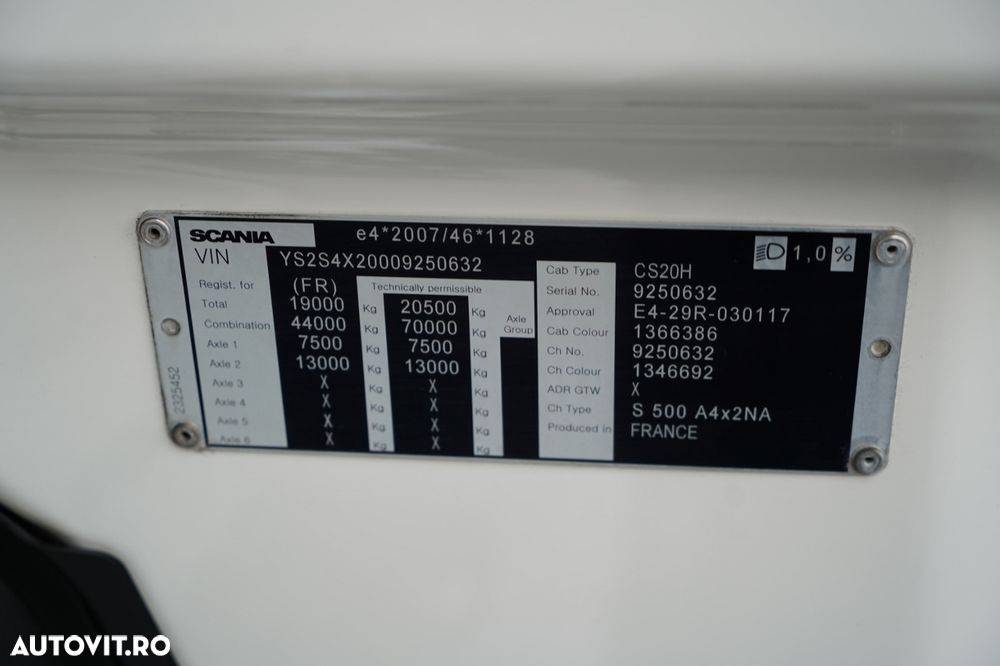 SCANIA e4*2007/46*1128
VIN YS2S4X20009250632
1,0 %
Regist. for (FR) Technically permissible
Total 19000 Kg 20500 Kg Axle Group
Combination 44000 Kg 70000 Kg
Axle 1 7500 Kg 7500 Kg
Axle 2 13000 Kg 13000 Kg
Axle 3 X Kg X Kg
Axle 4 X Kg X Kg
Axle 5 X Kg X Kg
Axle 6 X Kg X Kg
Cab Type CS20H
Serial No. 9250632
Approval E4-29R-030117
Cab Colour 1366386
Ch No. 9250632
Ch Colour 1346692
ADR GTW X
Ch Type S 500 A4x2NA
Produced in FRANCE
2325452
AUTOVIT.RO